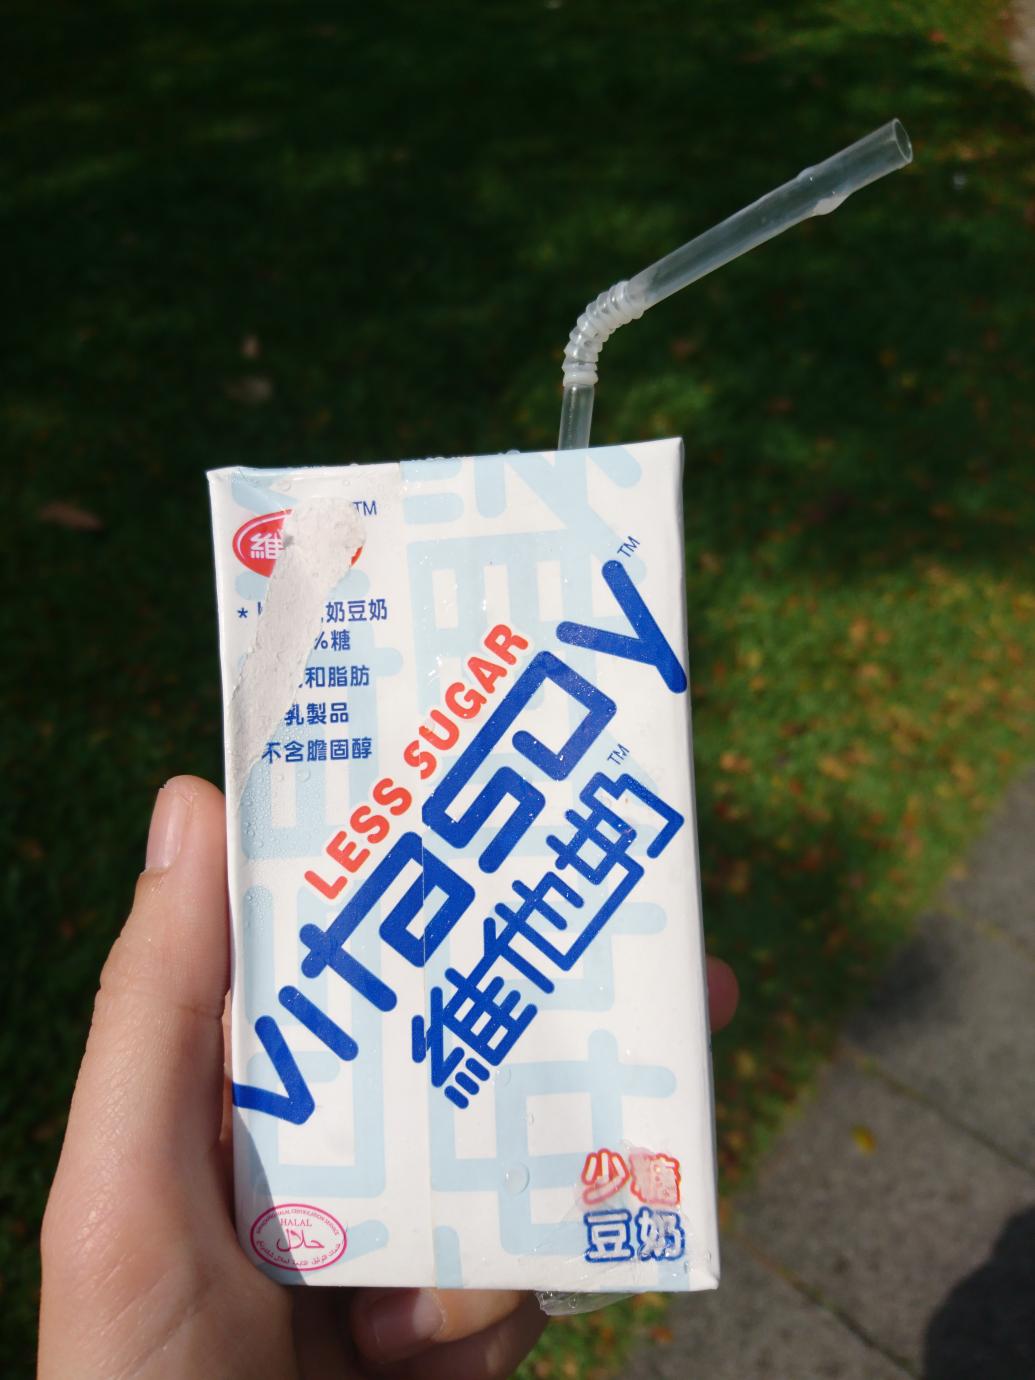 維
TM
奶豆奶
%糖
和脂肪
乳製品
不含膽固醇
LESS SUGAR
vitasoy
TM
維他奶
TM
HALAL
حلال
少糖
豆奶